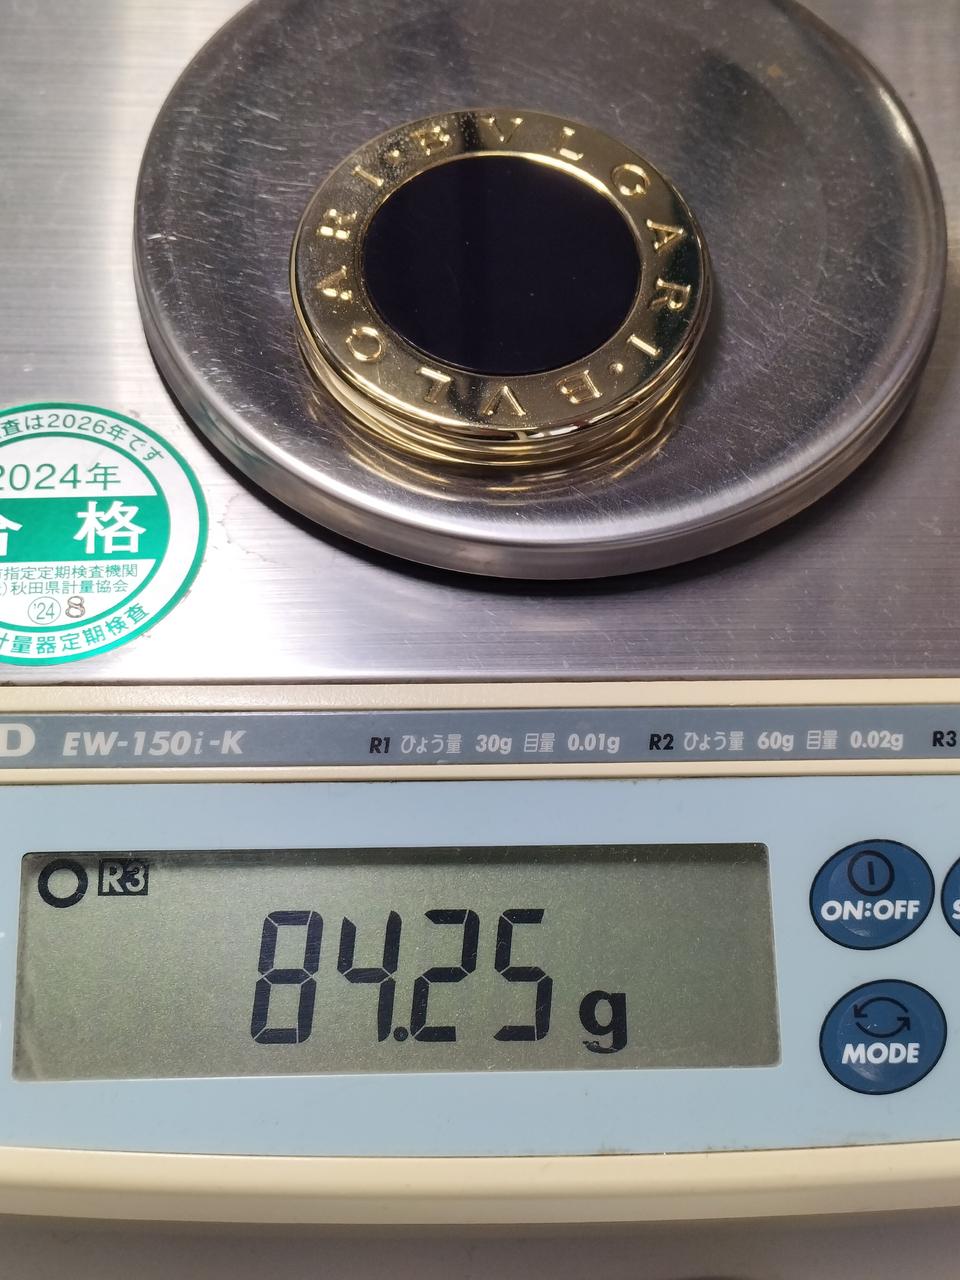 BVLGARI·BVLGARI·
査は2026年です
2024年
合格
指定定期検査機関
秋田県計量協会
'24 8
計量器定期検査
D EW-150i-K R1 ひょう量 30g 目量 0.01g R2 ひょう量 60g 目量 0.02g R3
R3
84.25 g
ON:OFF
MODE